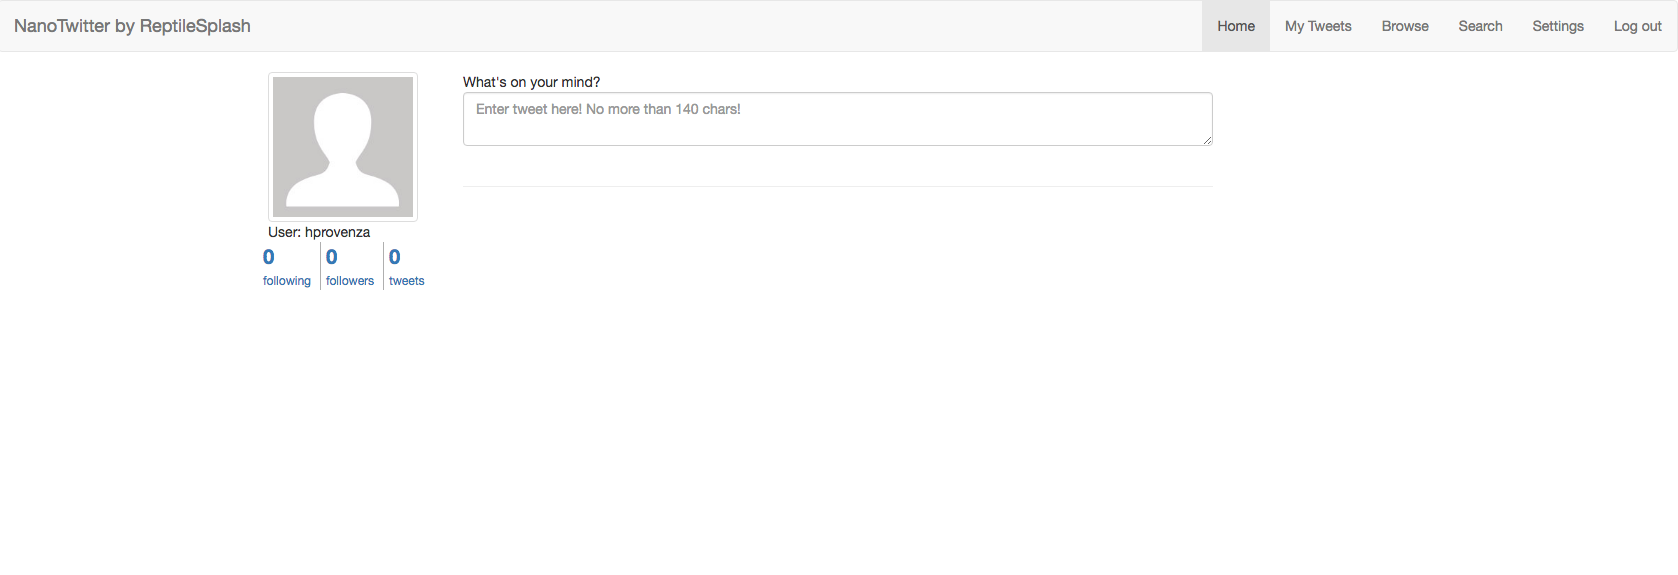 NanoTwitter by ReptileSplash Home My Tweets Browse Search Settings Log out
What's on your mind?
Enter tweet here! No more than 140 chars!
User: hprovenza
0 0 0
following followers tweets